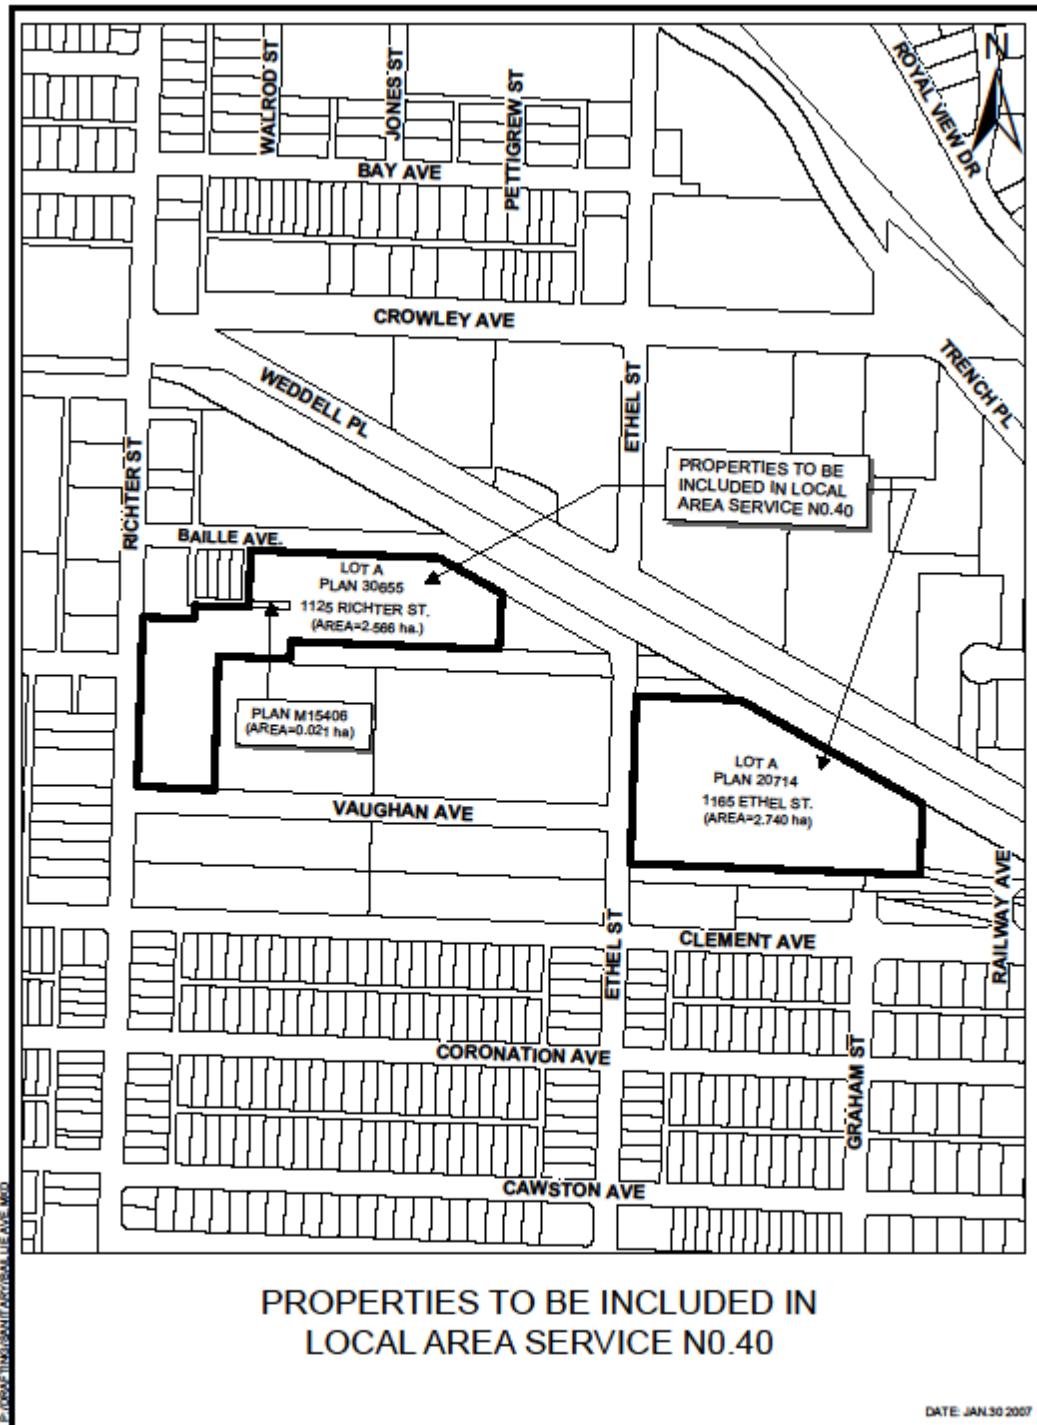 N
WALROD ST
JONES ST
PETTIGREW ST
ROYAL VIEW DR
BAY AVE
CROWLEY AVE
TRENCH PL
WEDDELL PL
ETHEL ST
RICHTER ST
PROPERTIES TO BE
INCLUDED IN LOCAL
AREA SERVICE N0.40
BAILLE AVE.
LOT A
PLAN 30655
1125 RICHTER ST.
(AREA=2.566 ha.)
PLAN M15406
(AREA=0.021 ha)
LOT A
PLAN 20714
1165 ETHEL ST.
(AREA=2.740 ha)
VAUGHAN AVE
RAILWAY AVE
ETHEL ST
CLEMENT AVE
CORONATION AVE
GRAHAM ST
CAWSTON AVE
PROPERTIES TO BE INCLUDED IN
LOCAL AREA SERVICE N0.40
DATE: JAN.30 2007